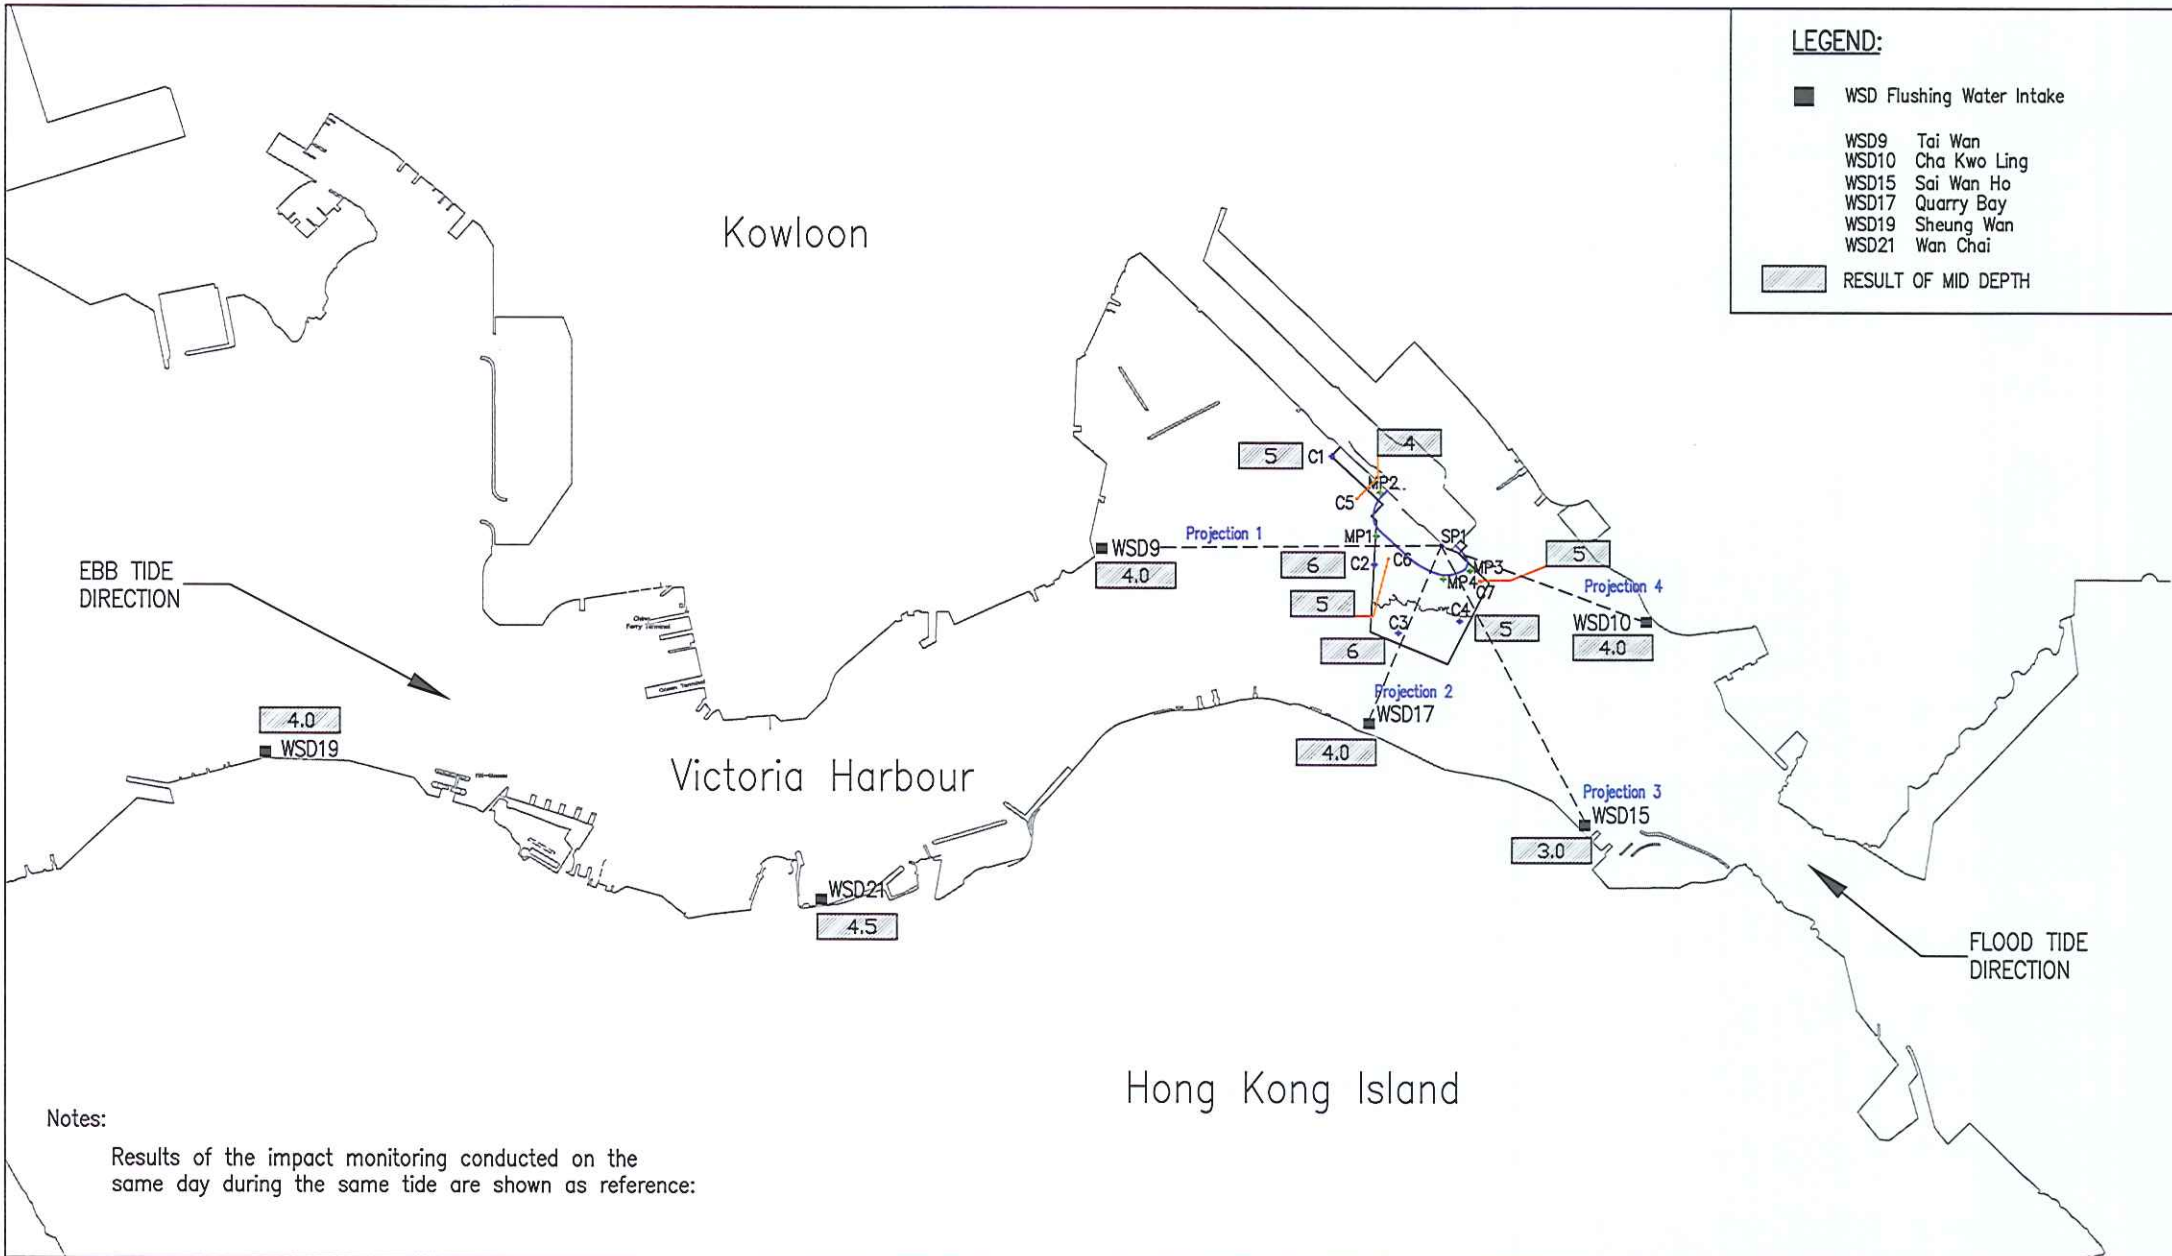 LEGEND:
WSD Flushing Water Intake
WSD9 Tai Wan
WSD10 Cha Kwo Ling
WSD15 Sai Wan Ho
WSD17 Quarry Bay
WSD19 Sheung Wan
WSD21 Wan Chai
RESULT OF MID DEPTH
Kowloon
4
5 C1
MP2
C5
Projection 1
MP1
SP1
WSD9
4.0
6 C2
C6
MP3
5
MP4
C7
Projection 4
5
C4
C3
5
WSD10
4.0
6
EBB TIDE
DIRECTION
China
Ferry Terminal
Ocean Terminal
Projection 2
WSD17
4.0
4.0
WSD19
Victoria Harbour
Projection 3
WSD15
3.0
WSD21
4.5
FLOOD TIDE
DIRECTION
Hong Kong Island
Notes:
Results of the impact monitoring conducted on the
same day during the same tide are shown as reference: